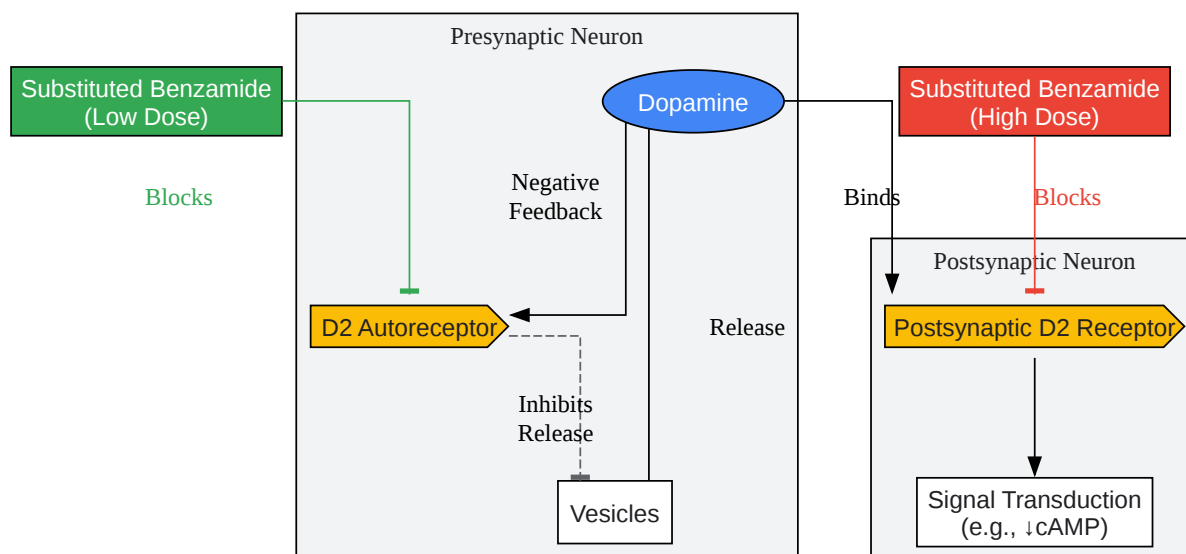 Presynaptic Neuron
Substituted Benzamide
(Low Dose)
Dopamine
Substituted Benzamide
(High Dose)
Blocks
Negative
Feedback
Binds
Blocks
Postsynaptic Neuron
D2 Autoreceptor
Release
Postsynaptic D2 Receptor
Inhibits
Release
Vesicles
Signal Transduction
(e.g., ↓cAMP)